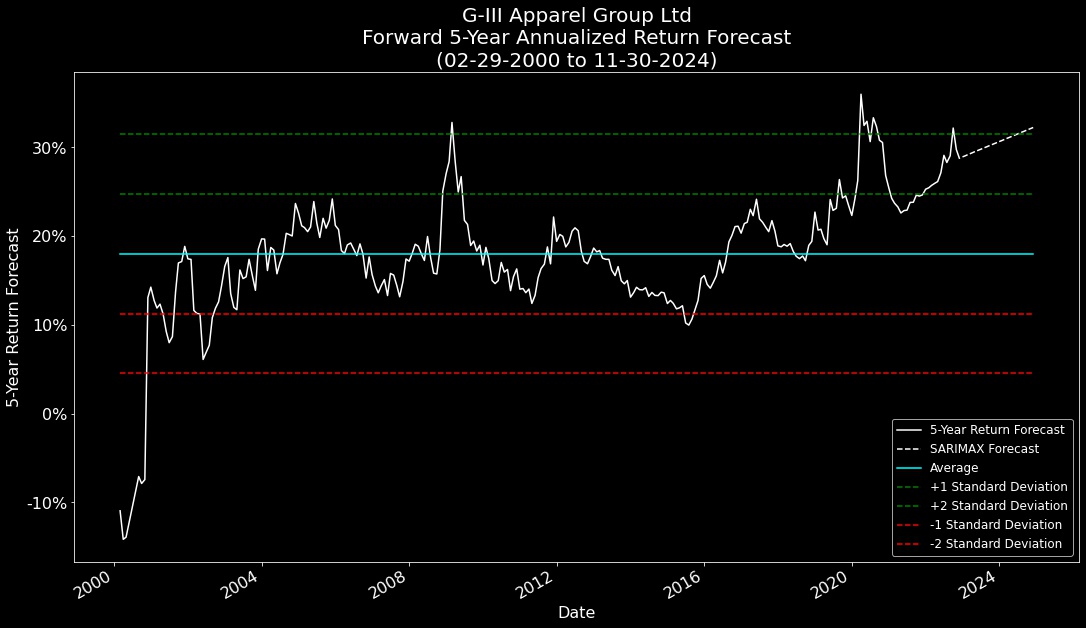 G-III Apparel Group Ltd
Forward 5-Year Annualized Return Forecast
(02-29-2000 to 11-30-2024)
5-Year Return Forecast
30%
20%
10%
0%
-10%
5-Year Return Forecast
SARIMAX Forecast
Average
+1 Standard Deviation
+2 Standard Deviation
-1 Standard Deviation
-2 Standard Deviation
2000
2004
2008
2012
2016
2020
2024
Date